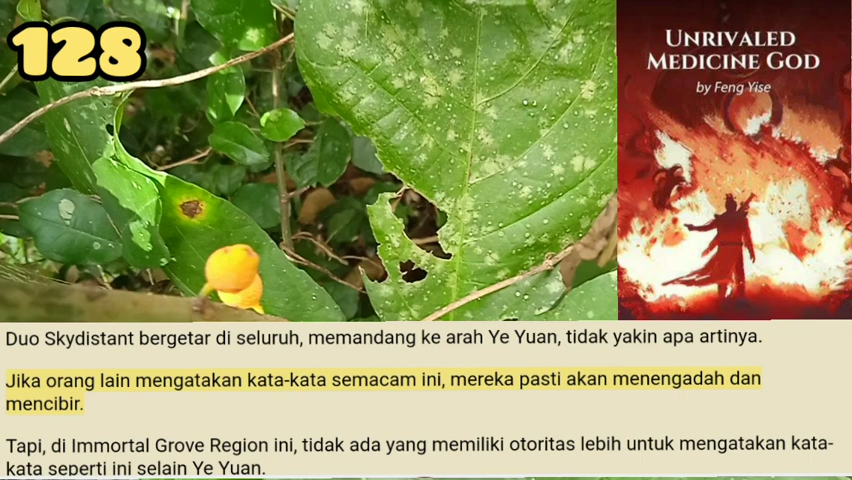 128
UNRIVALED
MEDICINE GOD
by Feng Yise
Duo Skydistant bergetar di seluruh, memandang ke arah Ye Yuan, tidak yakin apa artinya.
Jika orang lain mengatakan kata-kata semacam ini, mereka pasti akan menengadah dan
mencibir.
Tapi, di Immortal Grove Region ini, tidak ada yang memiliki otoritas lebih untuk mengatakan kata-
kata seperti ini selain Ye Yuan.